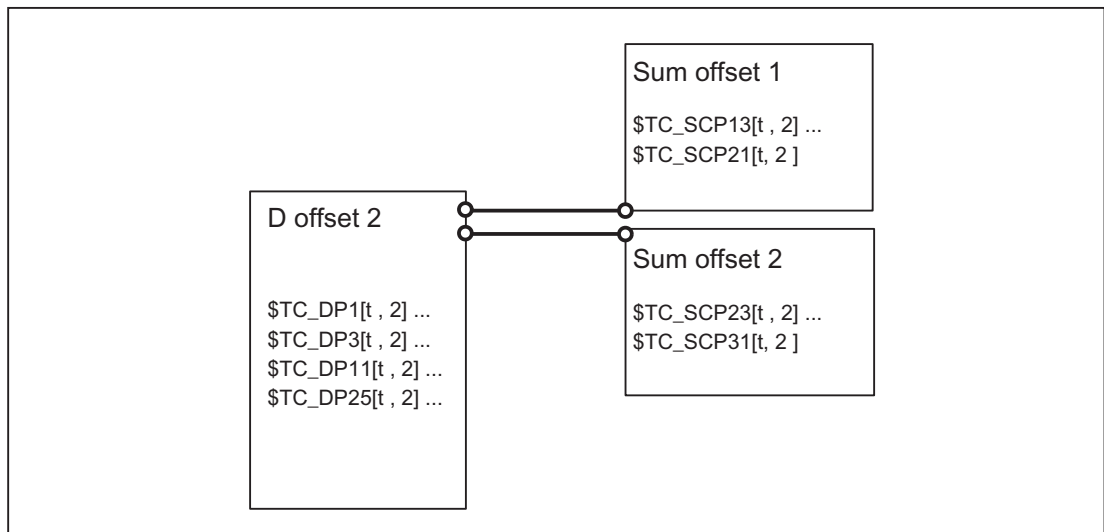 Sum offset 1
$TC_SCP13[t , 2] ...
$TC_SCP21[t, 2 ]
D offset 2
$TC_DP1[t , 2] ...
$TC_DP3[t , 2] ...
$TC_DP11[t , 2] ...
$TC_DP25[t , 2] ...
Sum offset 2
$TC_SCP23[t , 2] ...
$TC_SCP31[t, 2 ]